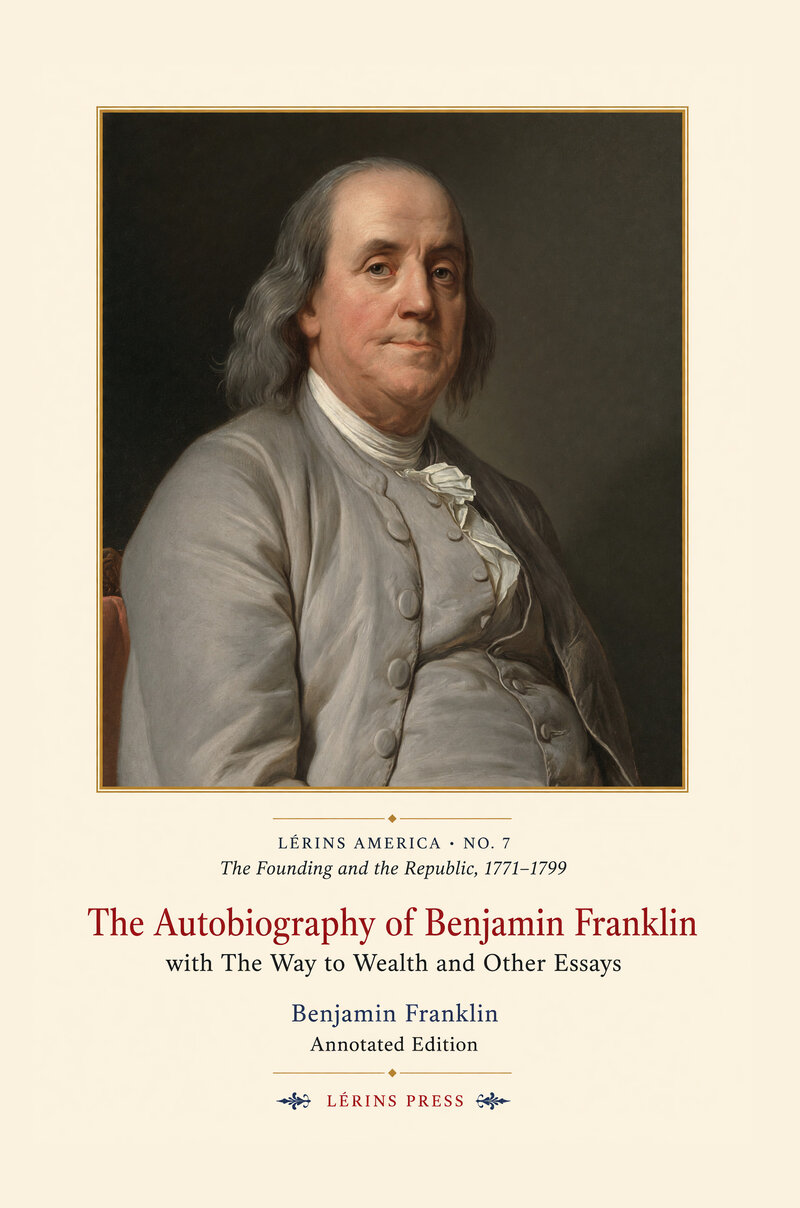 LÉRINS AMERICA • NO. 7
The Founding and the Republic, 1771–1799
The Autobiography of Benjamin Franklin
with The Way to Wealth and Other Essays
Benjamin Franklin
Annotated Edition
LÉRINS PRESS